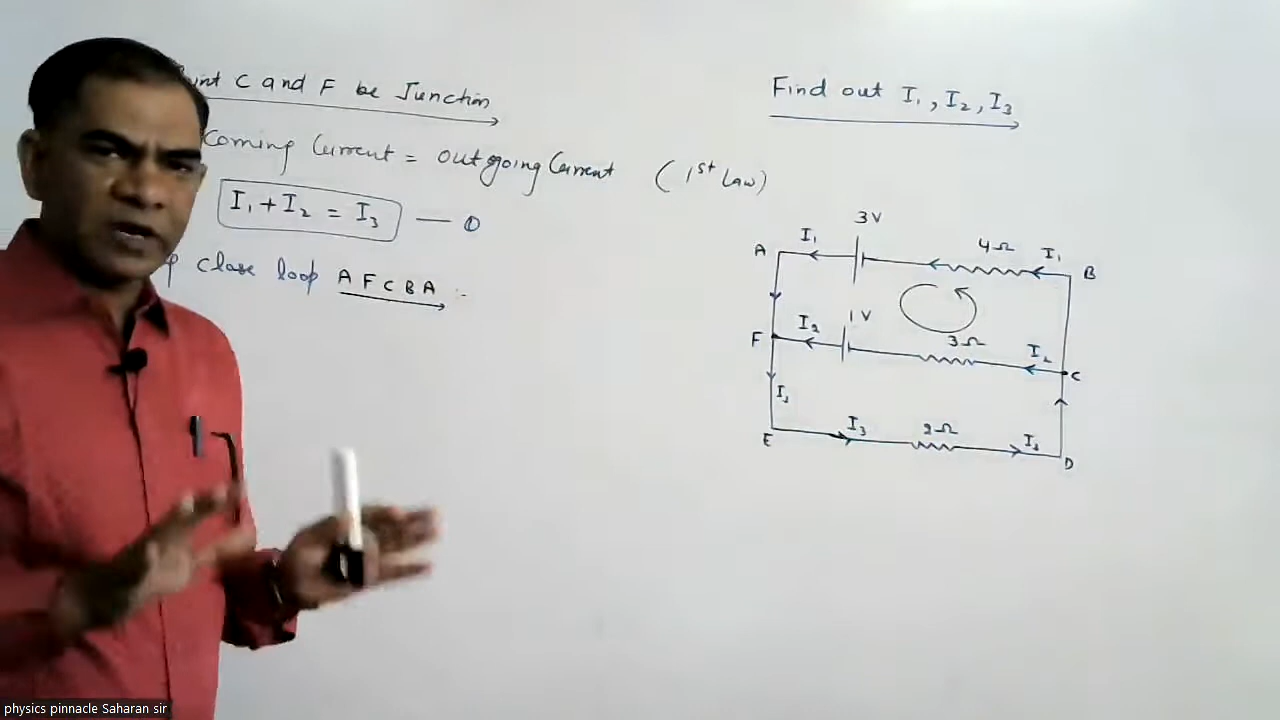 C and F be Junction
Coming Current = outgoing Current (1st Law)
I1 + I2 = I3 — ①
close loop A F C B A :-
Find out I1, I2, I3
3V
A I1 4Ω I1 B
1V
F I2 3Ω I2 C
I3
E I3 2Ω I3 D
physics pinnacle Saharan sir